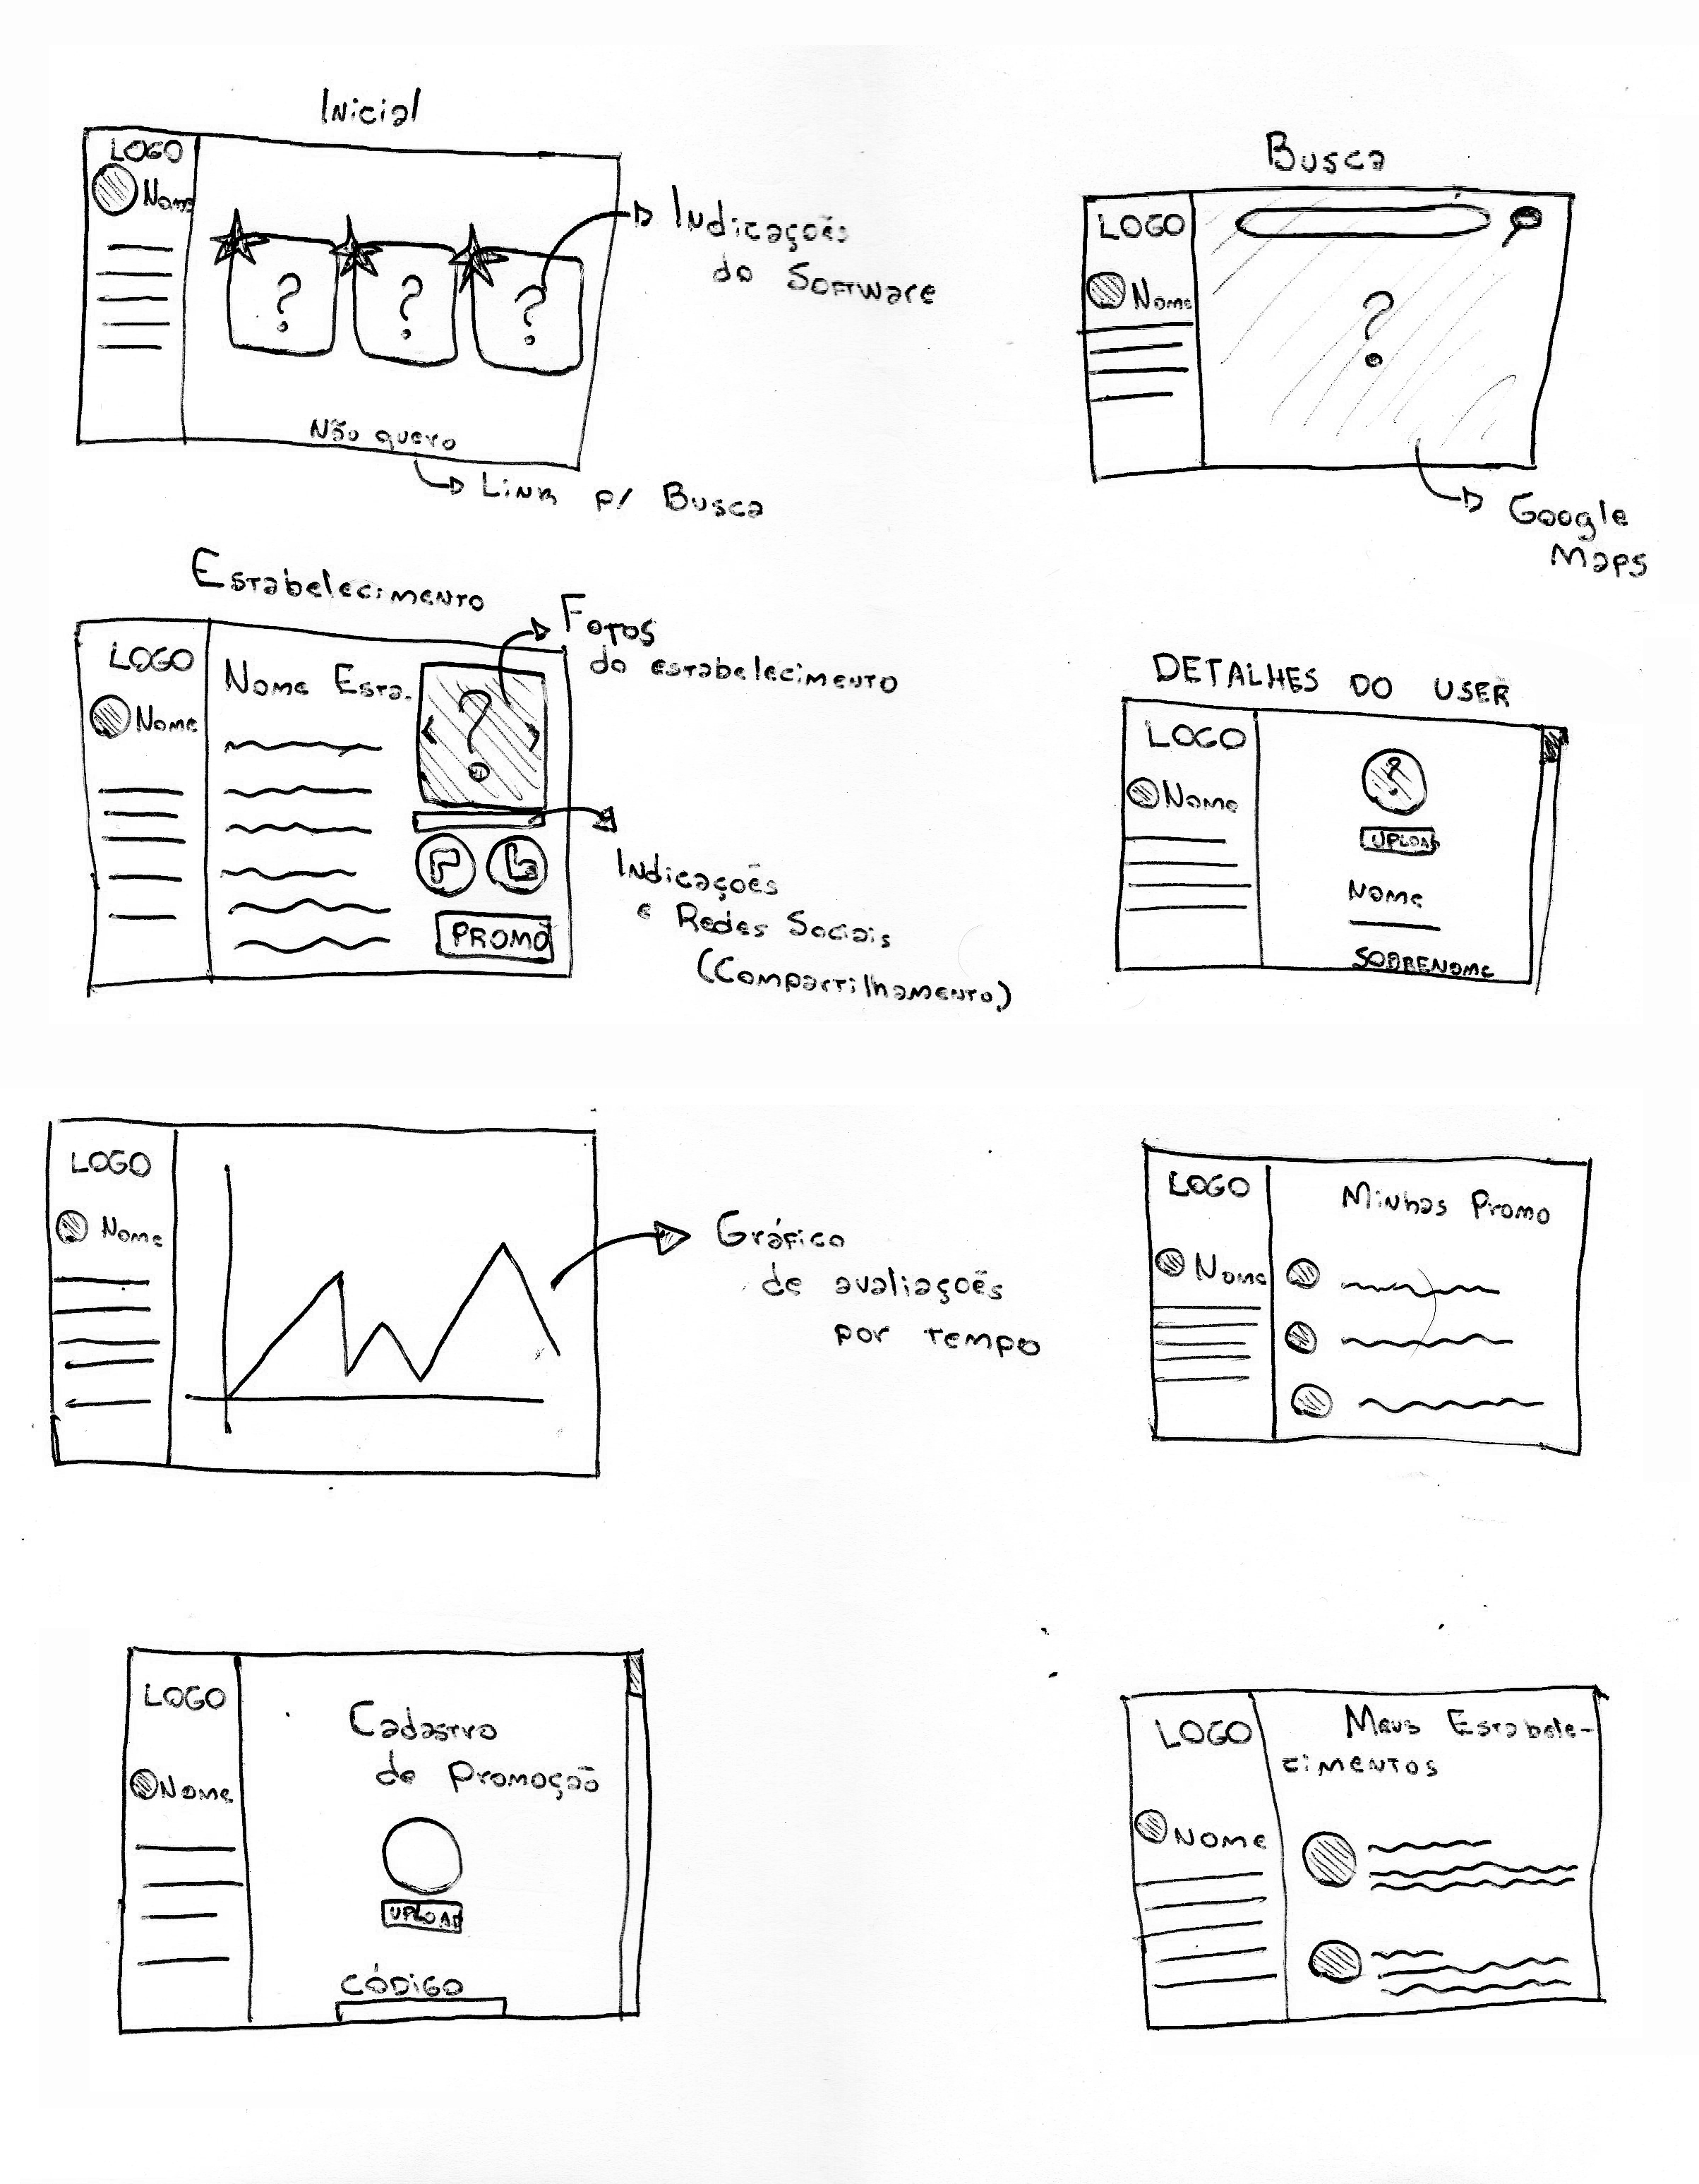 Inicial
LOGO
Nome
Não quero
Indicações
do Software
Link p/ Busca
Busca
LOGO
Nome
Google
Maps
Estabelecimento
LOGO
Nome
Nome Esta.
PROMO
Fotos
do estabelecimento
Indicações
e Redes Sociais
(Compartilhamento)
DETALHES DO USER
LOGO
Nome
UPLOAD
Nome
SOBRENOME
LOGO
Nome
Gráfico
de avaliações
por tempo
LOGO
Nome
Minhas Promo
LOGO
Nome
Cadastro
de Promoção
UPLOAD
CÓDIGO
LOGO
NOME
Meus Estabele-
cimentos